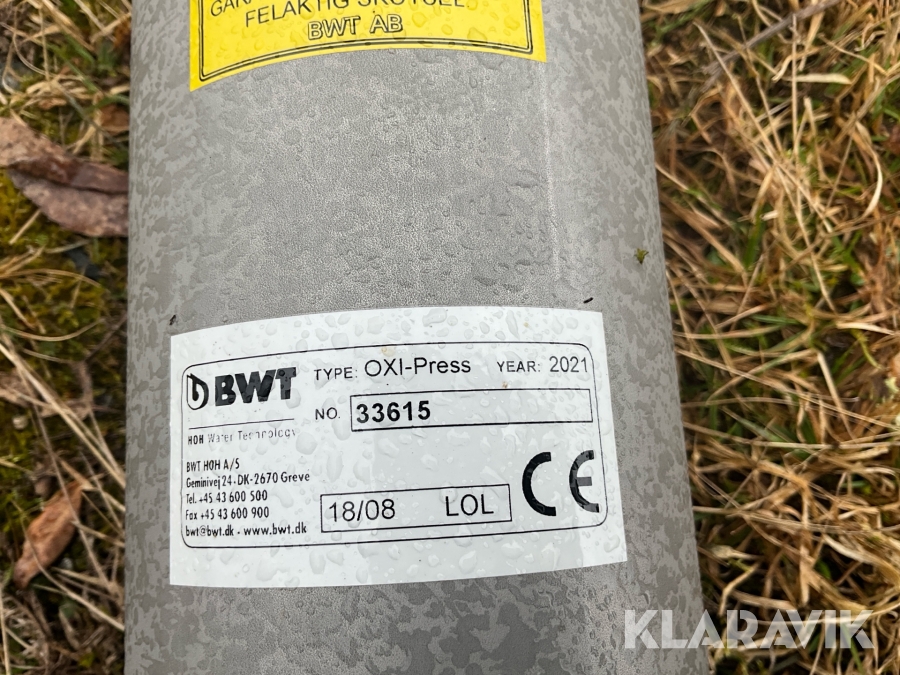 FELAKTIG SKÖTSEL
BWT AB
BWT TYPE: OXI-Press YEAR: 2021
NO. 33615
HOH Water Technology
BWT HOH A/S
Geminivej 24 · DK-2670 Greve
Tel. +45 43 600 500
Fax +45 43 600 900
bwt@bwt.dk · www.bwt.dk
18/08 LOL
CE
KLARAVIK